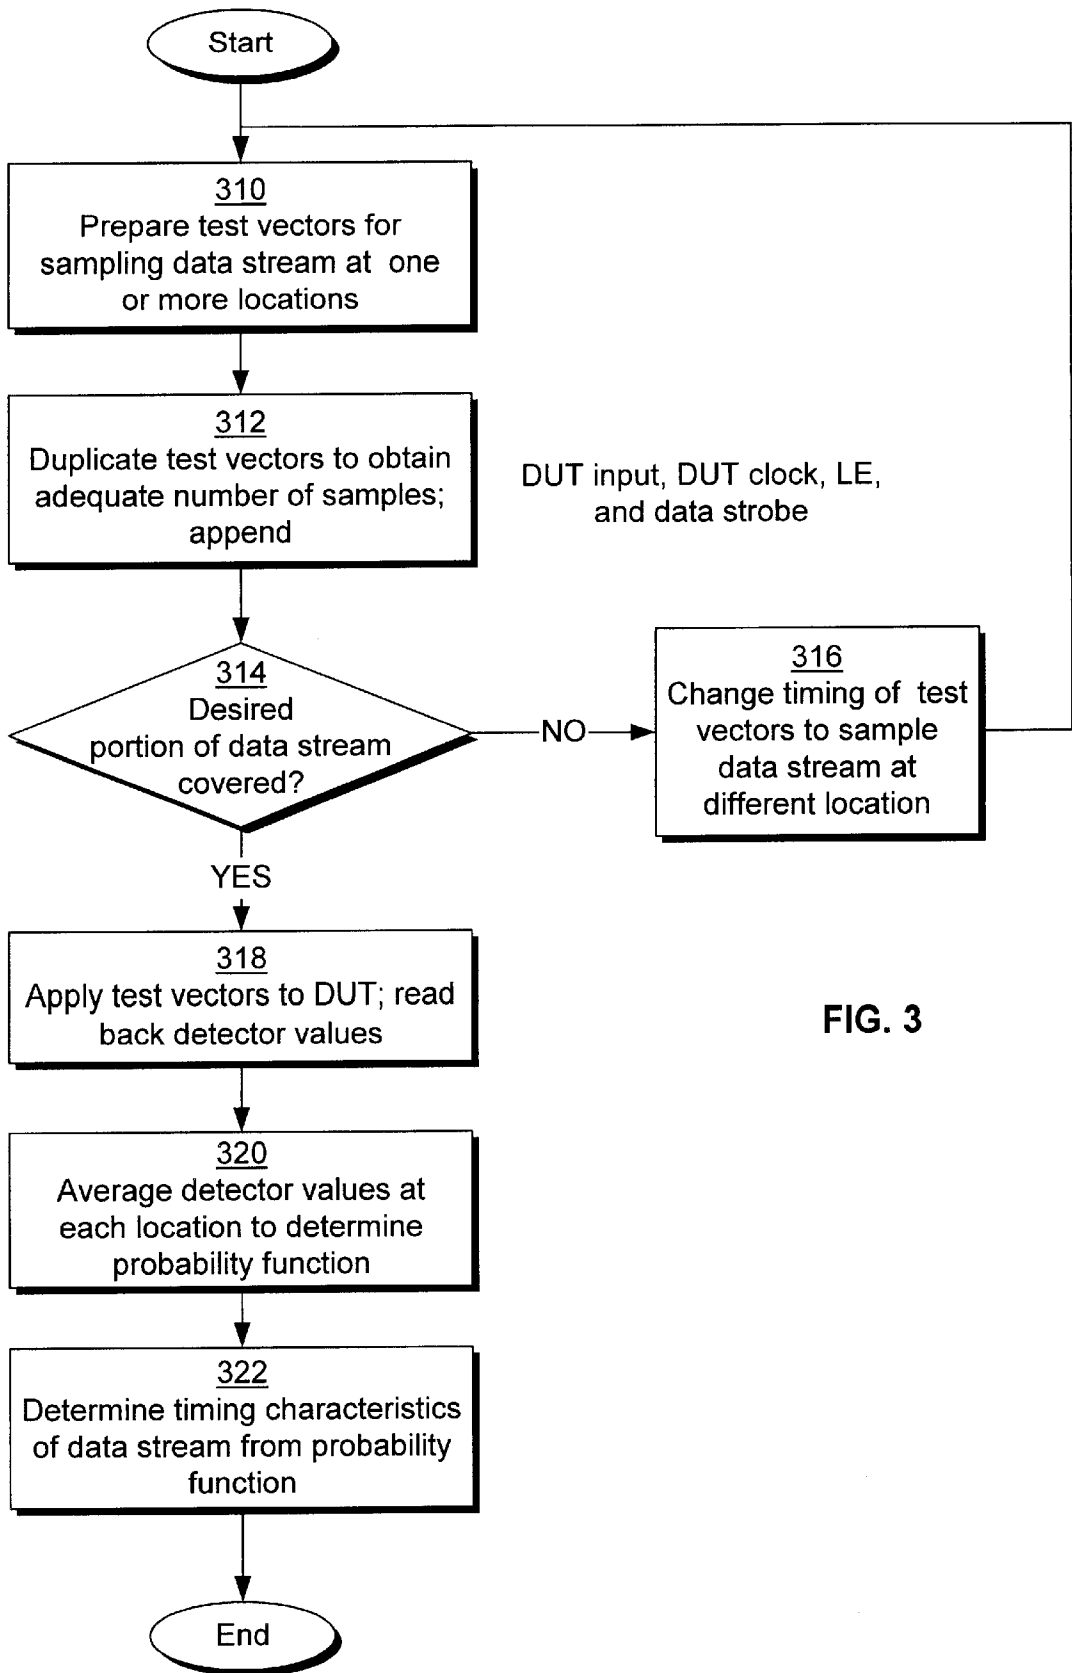 Start
310
Prepare test vectors for
sampling data stream at one
or more locations
312
Duplicate test vectors to obtain
adequate number of samples;
append
DUT input, DUT clock, LE,
and data strobe
314
Desired
portion of data stream
covered?
NO
316
Change timing of test
vectors to sample
data stream at
different location
YES
318
Apply test vectors to DUT; read
back detector values
FIG. 3
320
Average detector values at
each location to determine
probability function
322
Determine timing characteristics
of data stream from probability
function
End